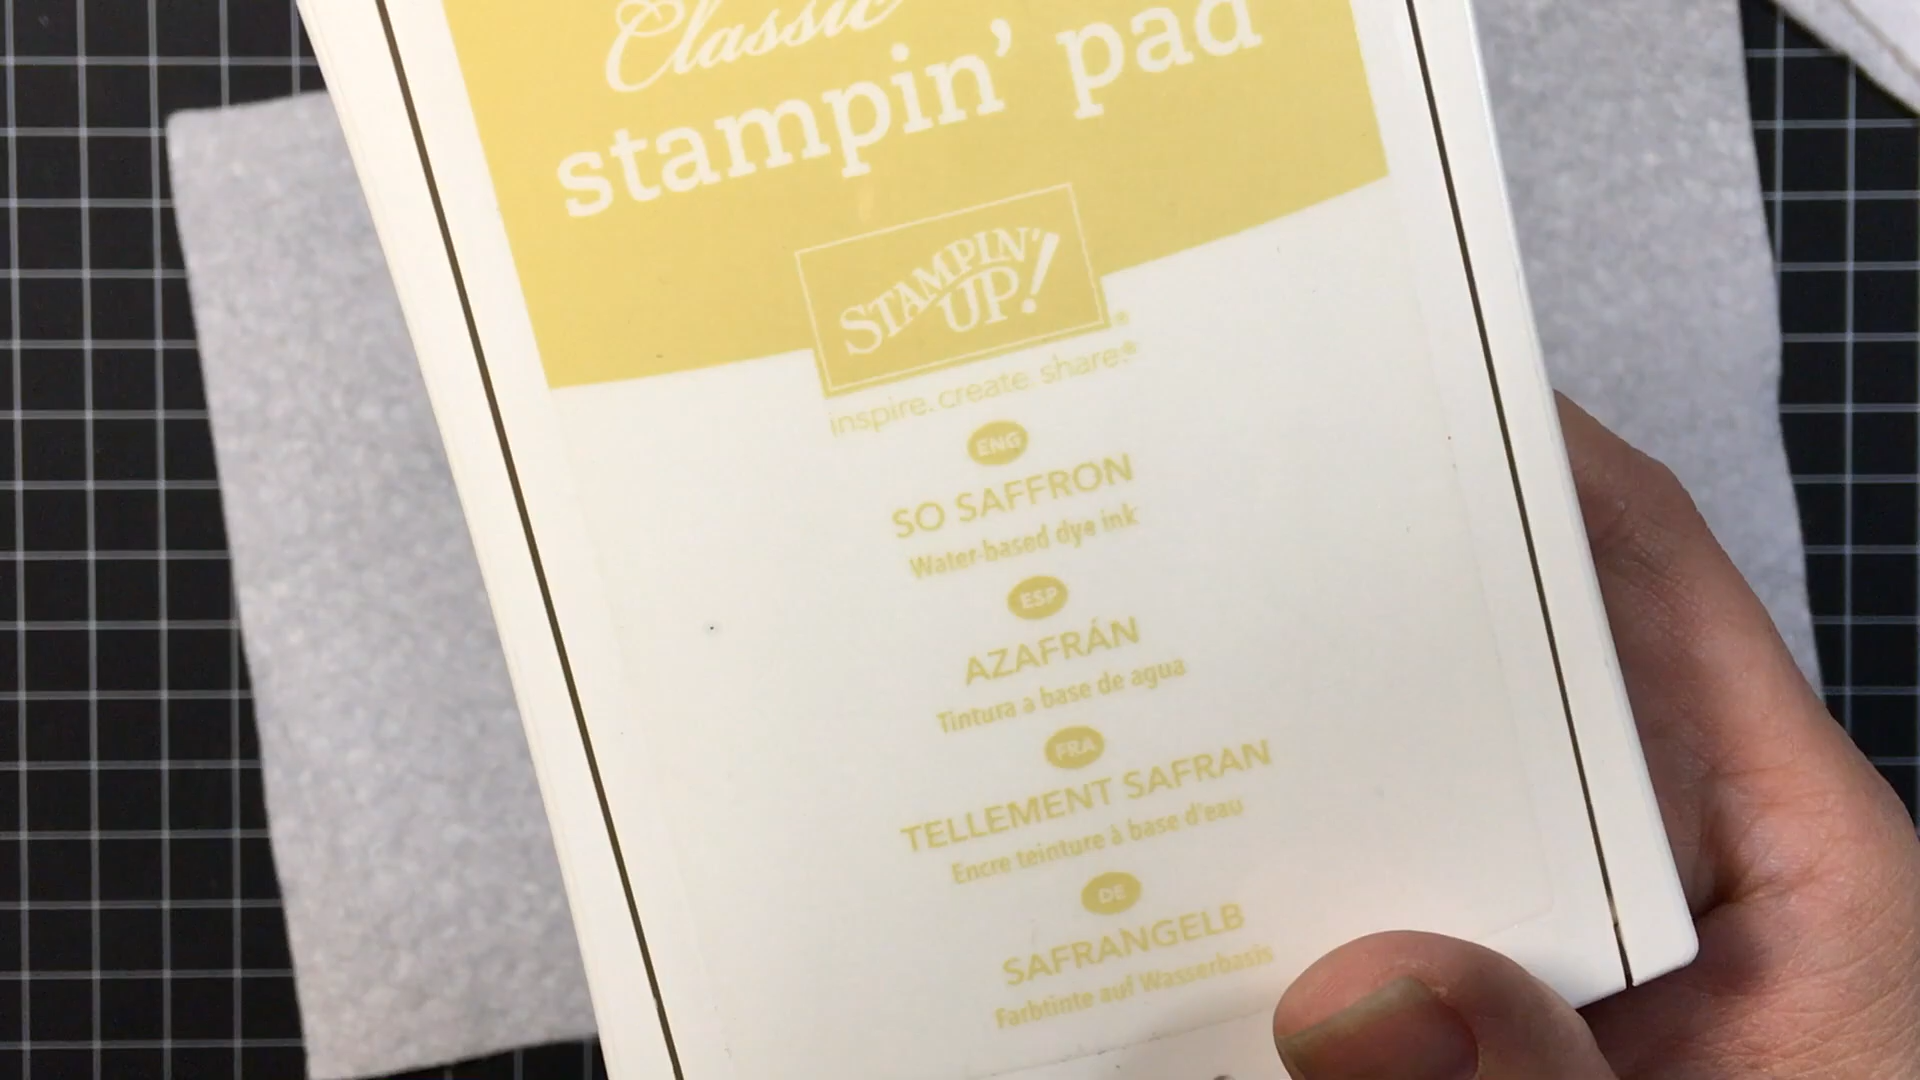 Classic
stampin' pad
STAMPIN'
UP!®
inspire. create. share.®
ENG
SO SAFFRON
Water-based dye ink
ESP
AZAFRÁN
Tintura a base de agua
FRA
TELLEMENT SAFRAN
Encre teinture à base d'eau
DE
SAFRANGELB
Farbtinte auf Wasserbasis